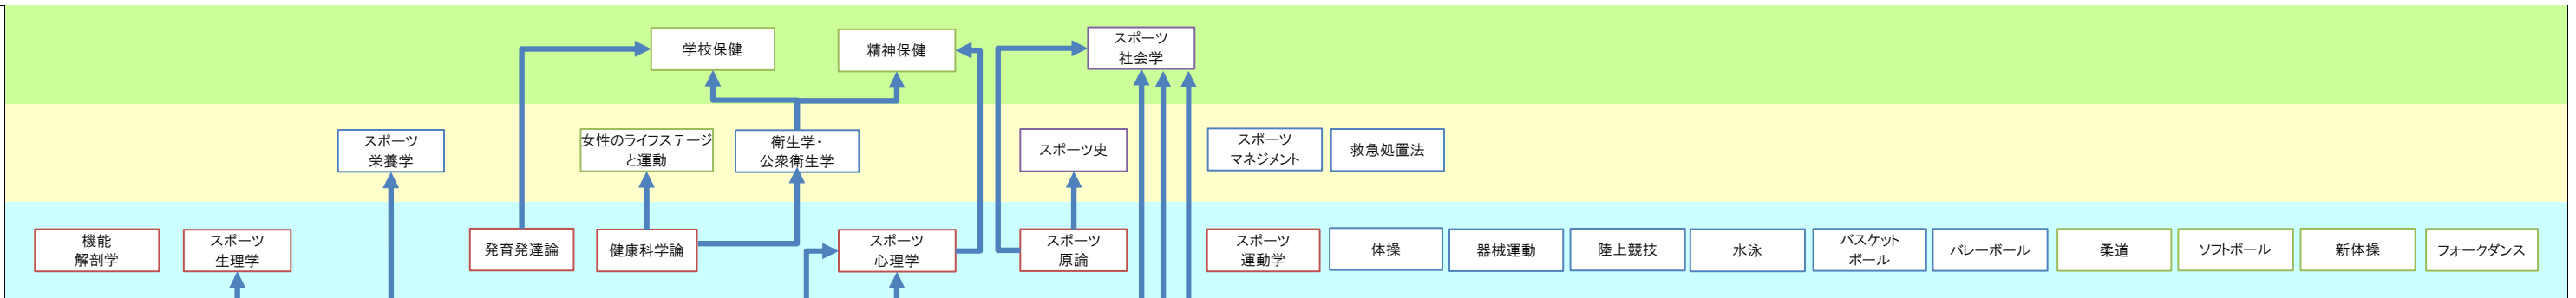 学校保健
精神保健
スポーツ
社会学
スポーツ
栄養学
女性のライフステージ
と運動
衛生学・
公衆衛生学
スポーツ史
スポーツ
マネジメント
救急処置法
機能
解剖学
スポーツ
生理学
発育発達論
健康科学論
スポーツ
心理学
スポーツ
原論
スポーツ
運動学
体操
器械運動
陸上競技
水泳
バスケット
ボール
バレーボール
柔道
ソフトボール
新体操
フォークダンス